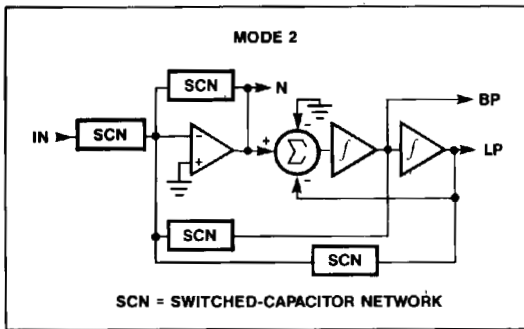 MODE 2
SCN
N
BP
IN
SCN
-
+
+
-
Σ
-
∫
∫
LP
SCN
SCN
SCN = SWITCHED-CAPACITOR NETWORK